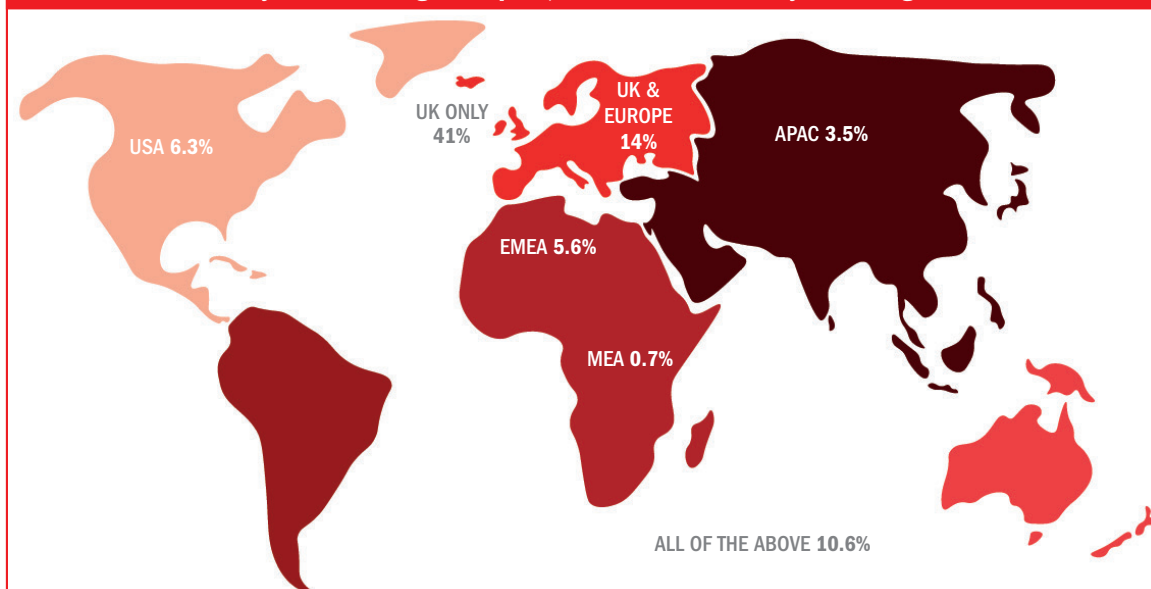 USA 6.3%
UK ONLY
41%
UK &
EUROPE
14%
APAC 3.5%
EMEA 5.6%
MEA 0.7%
ALL OF THE ABOVE 10.6%